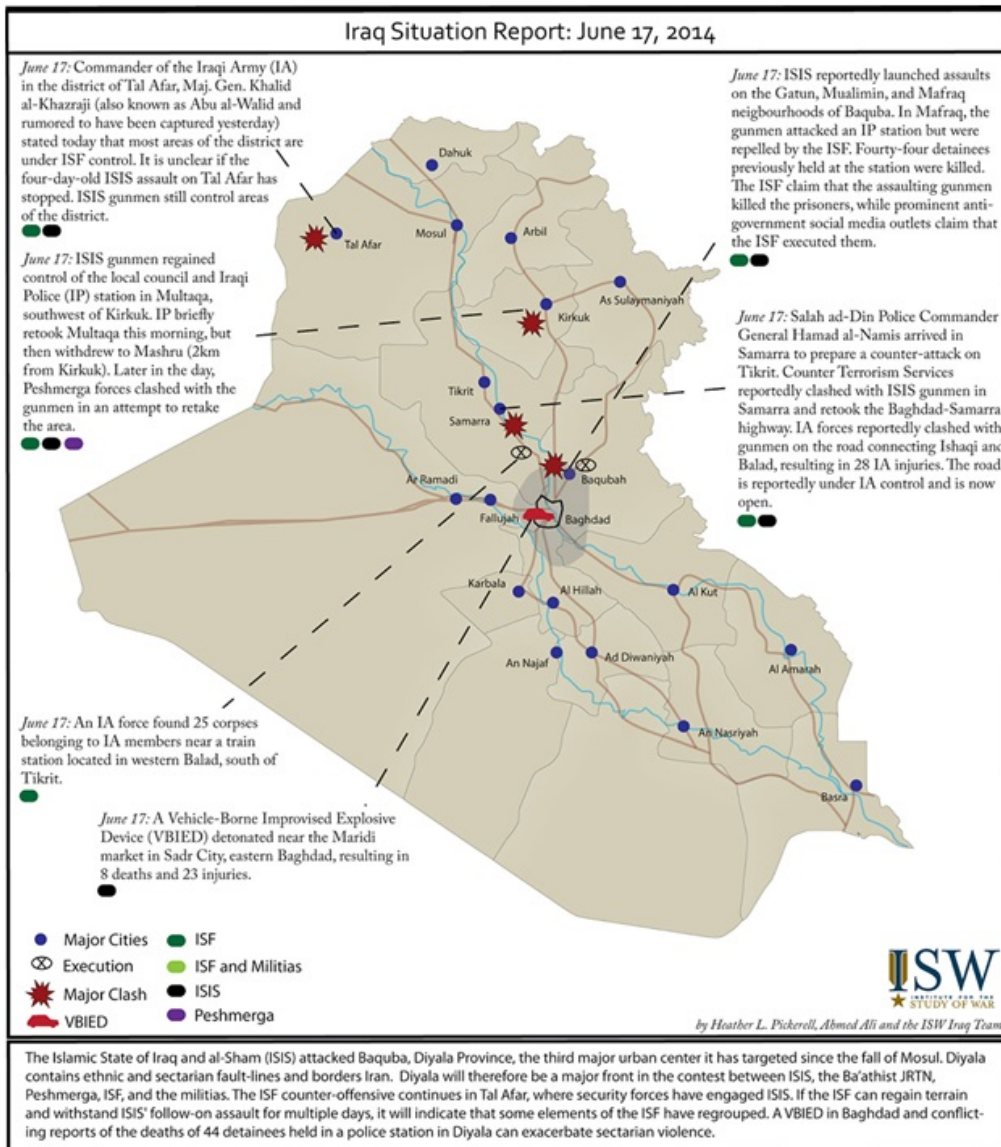 Iraq Situation Report: June 17, 2014
June 17: Commander of the Iraqi Army (IA)
in the district of Tal Afar, Maj. Gen. Khalid
al-Khazraji (also known as Abu al-Walid and
rumored to have been captured yesterday)
stated today that most areas of the district are
under ISF control. It is unclear if the
four-day-old ISIS assault on Tal Afar has
stopped. ISIS gunmen still control areas
of the district.
June 17: ISIS gunmen regained
control of the local council and Iraqi
Police (IP) station in Multaqa,
southwest of Kirkuk. IP briefly
retook Multaqa this morning, but
then withdrew to Mashru (2km
from Kirkuk). Later in the day,
Peshmerga forces clashed with the
gunmen in an attempt to retake
the area.
June 17: ISIS reportedly launched assaults
on the Gatun, Mualimin, and Mafraq
neigbourhoods of Baquba. In Mafraq, the
gunmen attacked an IP station but were
repelled by the ISF. Fourty-four detainees
previously held at the station were killed.
The ISF claim that the assaulting gunmen
killed the prisoners, while prominent anti-
government social media outlets claim that
the ISF executed them.
June 17: Salah ad-Din Police Commander
General Hamad al-Namis arrived in
Samarra to prepare a counter-attack on
Tikrit. Counter Terrorism Services
reportedly clashed with ISIS gunmen in
Samarra and retook the Baghdad-Samarra
highway. IA forces reportedly clashed with
gunmen on the road connecting Ishaqi and
Balad, resulting in 28 IA injuries. The road
is reportedly under IA control and is now
open.
Dahuk
Mosul
Tal Afar
Arbil
As Sulaymaniyah
Kirkuk
Tikrit
Samarra
Baqubah
Ar Ramadi
Fallujah
Baghdad
Karbala
Al Hillah
Al Kut
An Najaf
Ad Diwaniyah
Al Amarah
An Nasriyah
Basra
June 17: An IA force found 25 corpses
belonging to IA members near a train
station located in western Balad, south of
Tikrit.
June 17: A Vehicle-Borne Improvised Explosive
Device (VBIED) detonated near the Maridi
market in Sadr City, eastern Baghdad, resulting in
8 deaths and 23 injuries.
Major Cities
Execution
Major Clash
VBIED
ISF
ISF and Militias
ISIS
Peshmerga
ISW
INSTITUTE FOR THE
STUDY OF WAR
by Heather L. Pickerell, Ahmed Ali and the ISW Iraq Team
The Islamic State of Iraq and al-Sham (ISIS) attacked Baquba, Diyala Province, the third major urban center it has targeted since the fall of Mosul. Diyala
contains ethnic and sectarian fault-lines and borders Iran. Diyala will therefore be a major front in the contest between ISIS, the Ba'athist JRTN,
Peshmerga, ISF, and the militias. The ISF counter-offensive continues in Tal Afar, where security forces have engaged ISIS. If the ISF can regain terrain
and withstand ISIS' follow-on assault for multiple days, it will indicate that some elements of the ISF have regrouped. A VBIED in Baghdad and conflict-
ing reports of the deaths of 44 detainees held in a police station in Diyala can exacerbate sectarian violence.